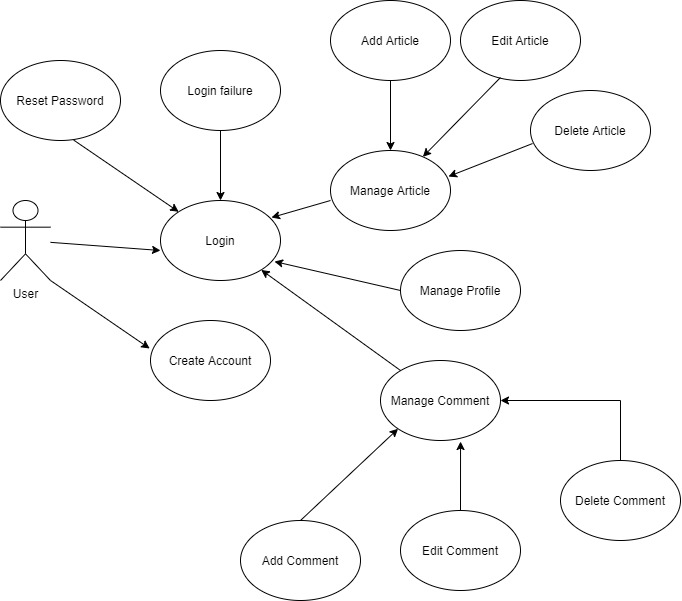 Add Article
Edit Article
Reset Password
Login failure
Delete Article
Manage Article
Login
User
Manage Profile
Create Account
Manage Comment
Delete Comment
Add Comment
Edit Comment